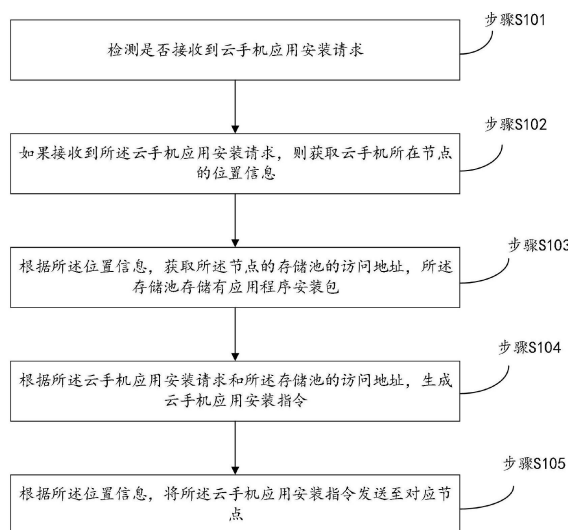 步骤S101
检测是否接收到云手机应用安装请求
步骤S102
如果接收到所述云手机应用安装请求，则获取云手机所在节点
的位置信息
步骤S103
根据所述位置信息，获取所述节点的存储池的访问地址，所述
存储池存储有应用程序安装包
步骤S104
根据所述云手机应用安装请求和所述存储池的访问地址，生成
云手机应用安装指令
步骤S105
根据所述位置信息，将所述云手机应用安装指令发送至对应节
点